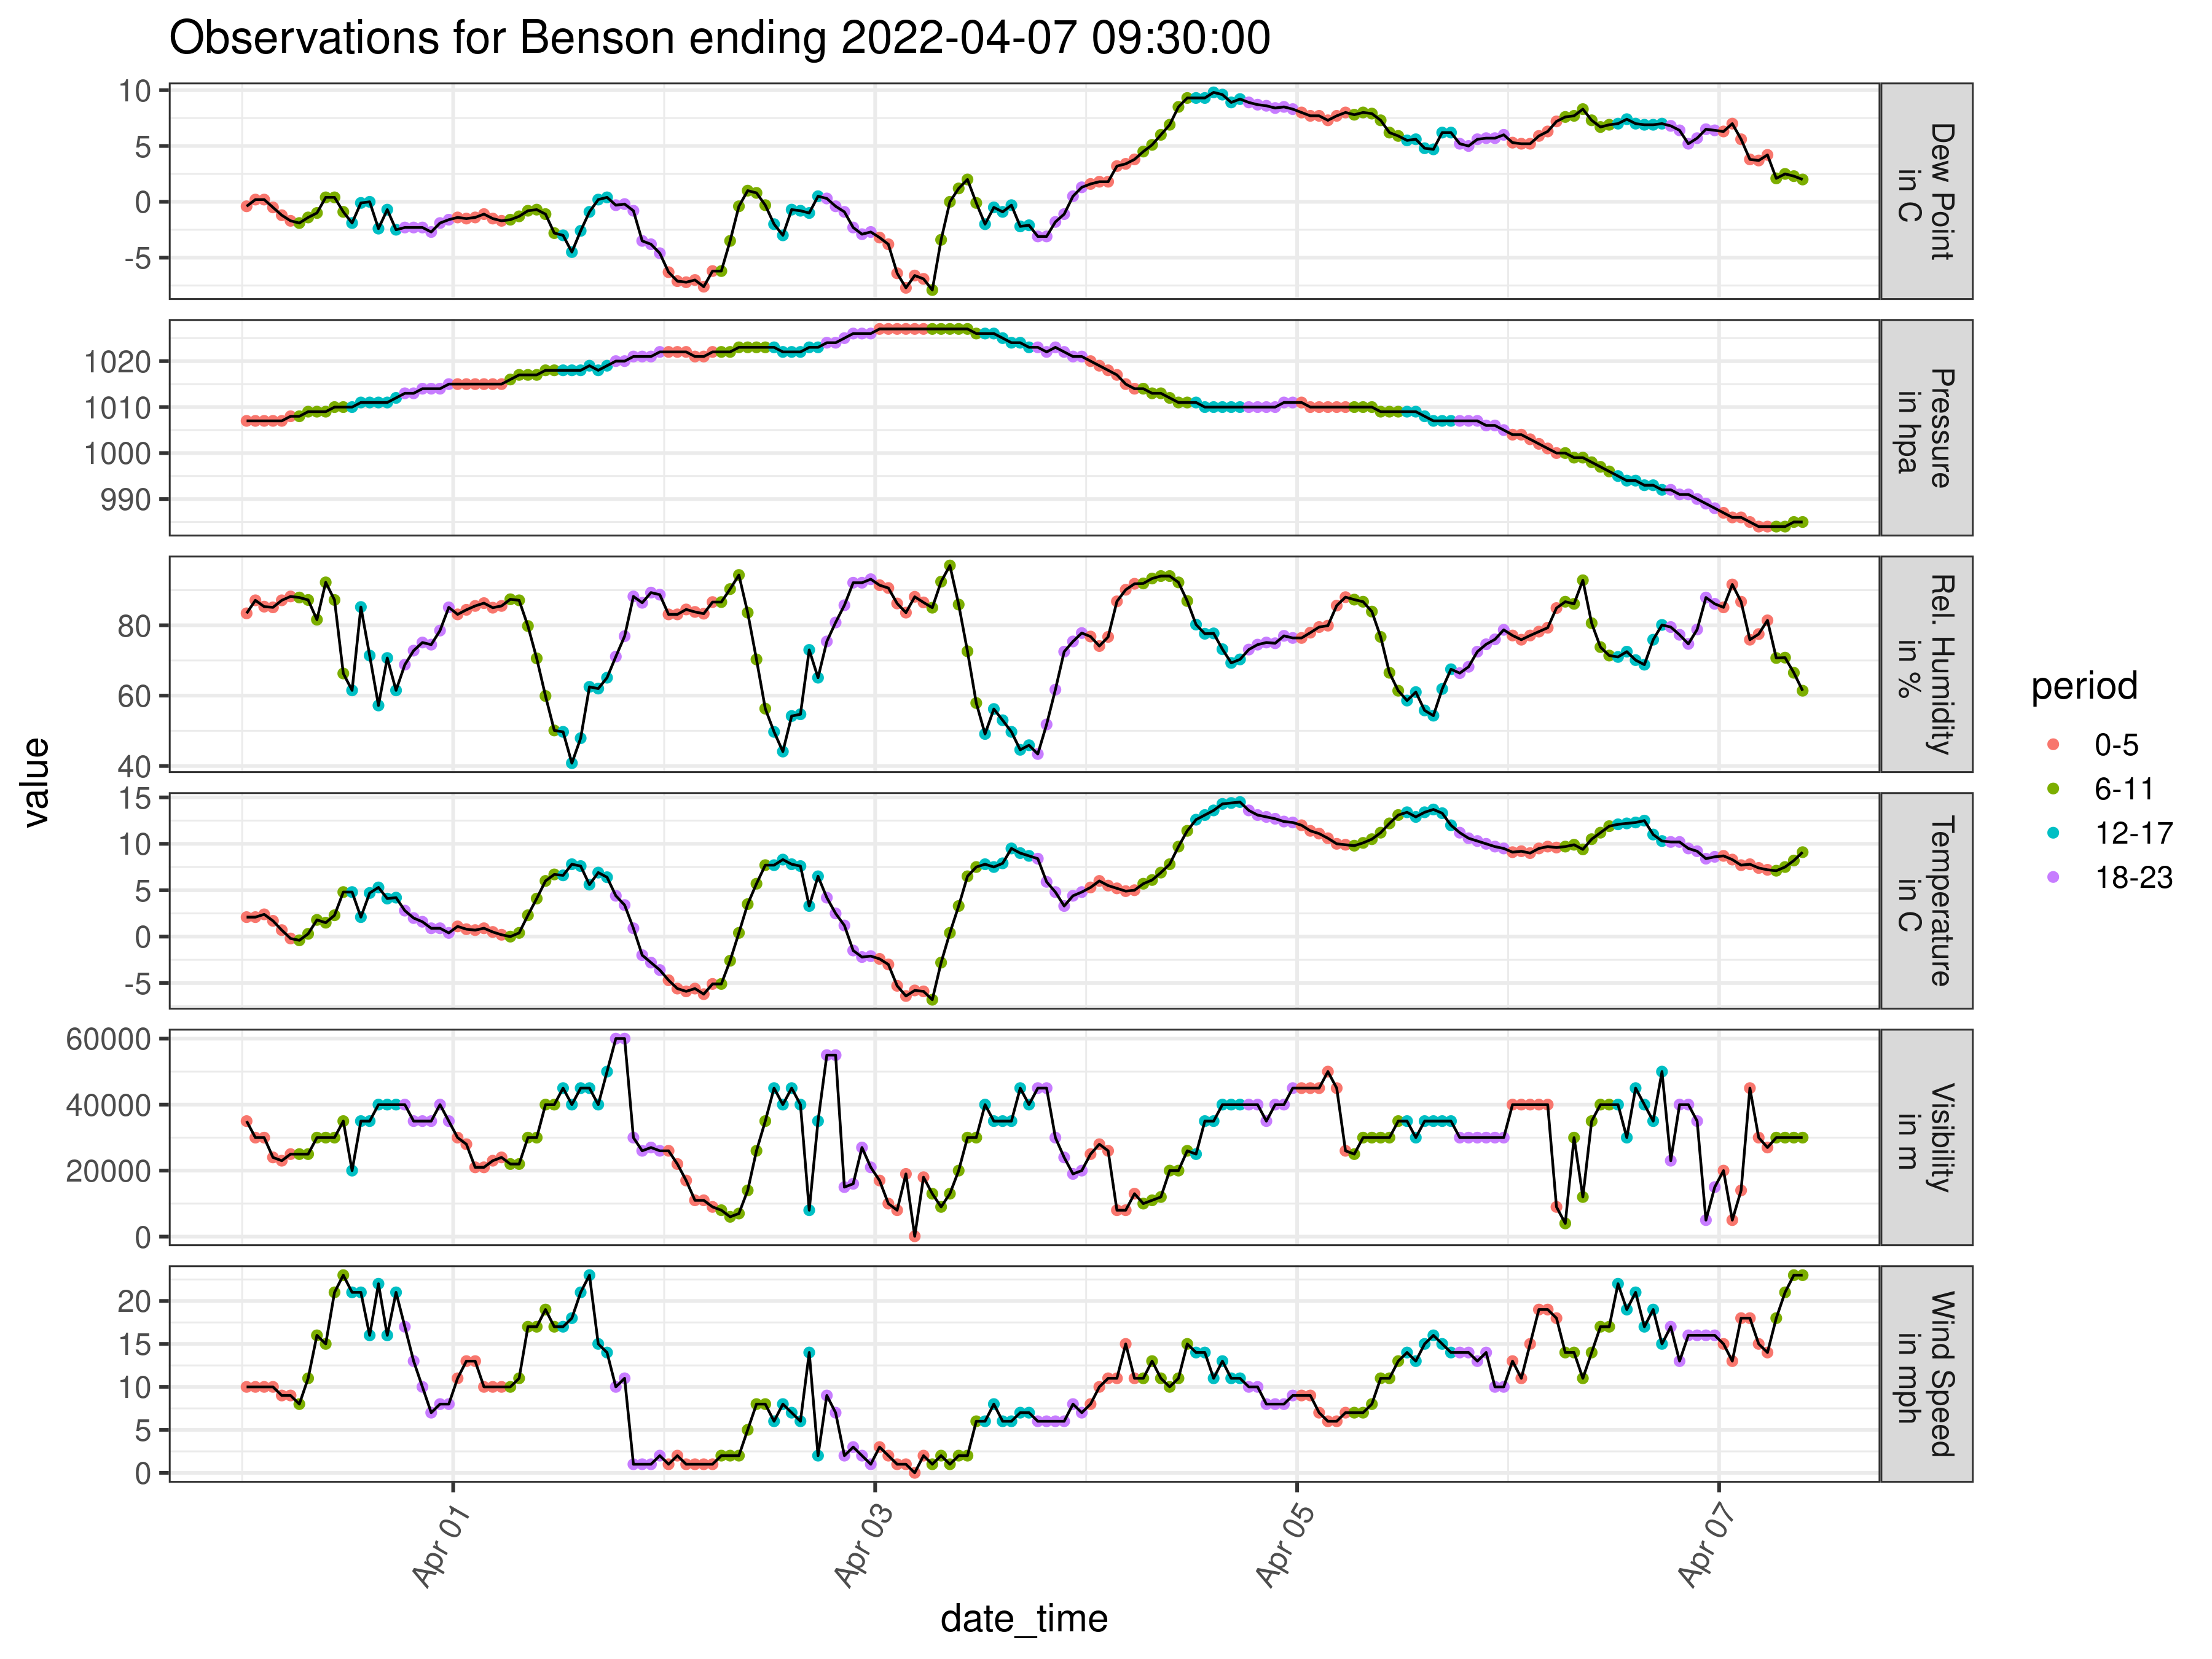 Observations for Benson ending 2022-04-07 09:30:00
value
10
5
0
-5
Dew Point
in C
1020
1010
1000
990
Pressure
in hpa
80
60
40
Rel. Humidity
in %
15
10
5
0
-5
Temperature
in C
60000
40000
20000
0
Visibility
in m
20
15
10
5
0
Wind Speed
in mph
Apr 01
Apr 03
Apr 05
Apr 07
date_time
period
0-5
6-11
12-17
18-23